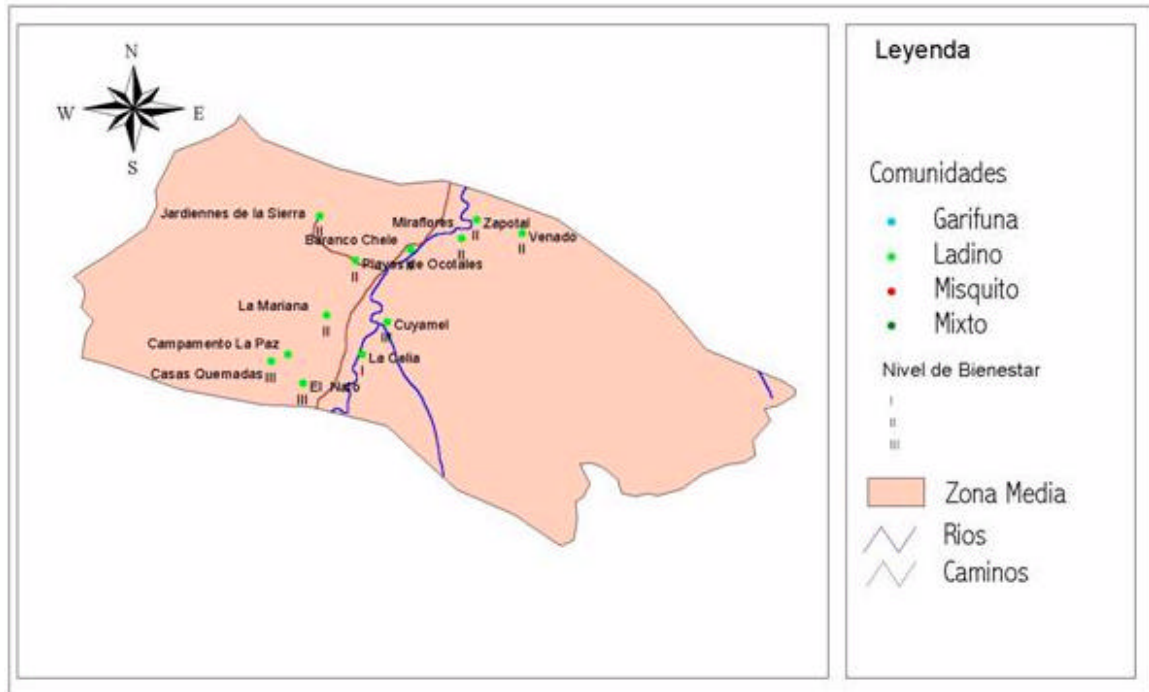 N
W E
S
Jardiennes de la Sierra
II
Miraflores Zapotal
II
Baranco Chele Venado
II II
Playas de Ocotales
II
La Mariana
II
Cuyamel
III
Campamento La Paz
La Celia
I
Casas Quemadas
III
El Nato
III
Leyenda
Comunidades
Garifuna
Ladino
Misquito
Mixto
Nivel de Bienestar
I
II
III
Zona Media
Rios
Caminos